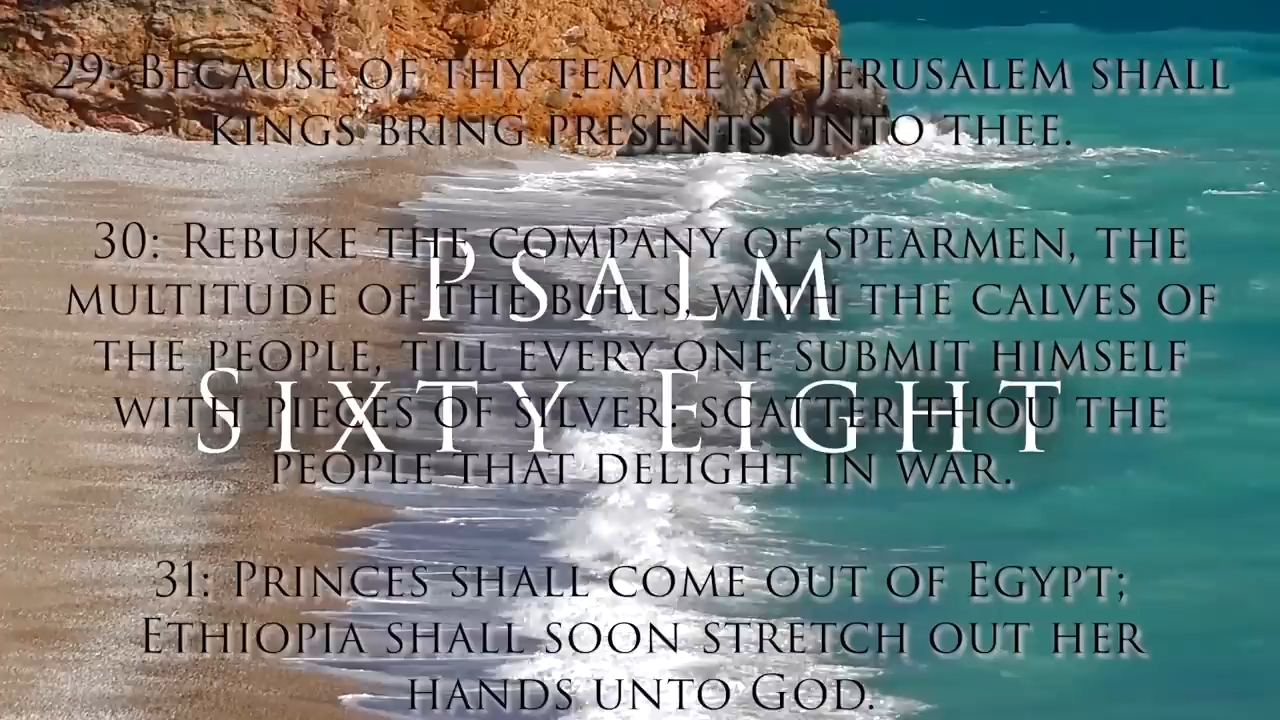 29: Because of thy temple at Jerusalem shall
kings bring presents unto thee.
30: Rebuke the company of spearmen, the
multitude of the bulls, with the calves of
the people, till every one submit himself
with pieces of silver: scatter thou the
people that delight in war.
31: Princes shall come out of Egypt;
Ethiopia shall soon stretch out her
hands unto God.
Psalm
Sixty Eight